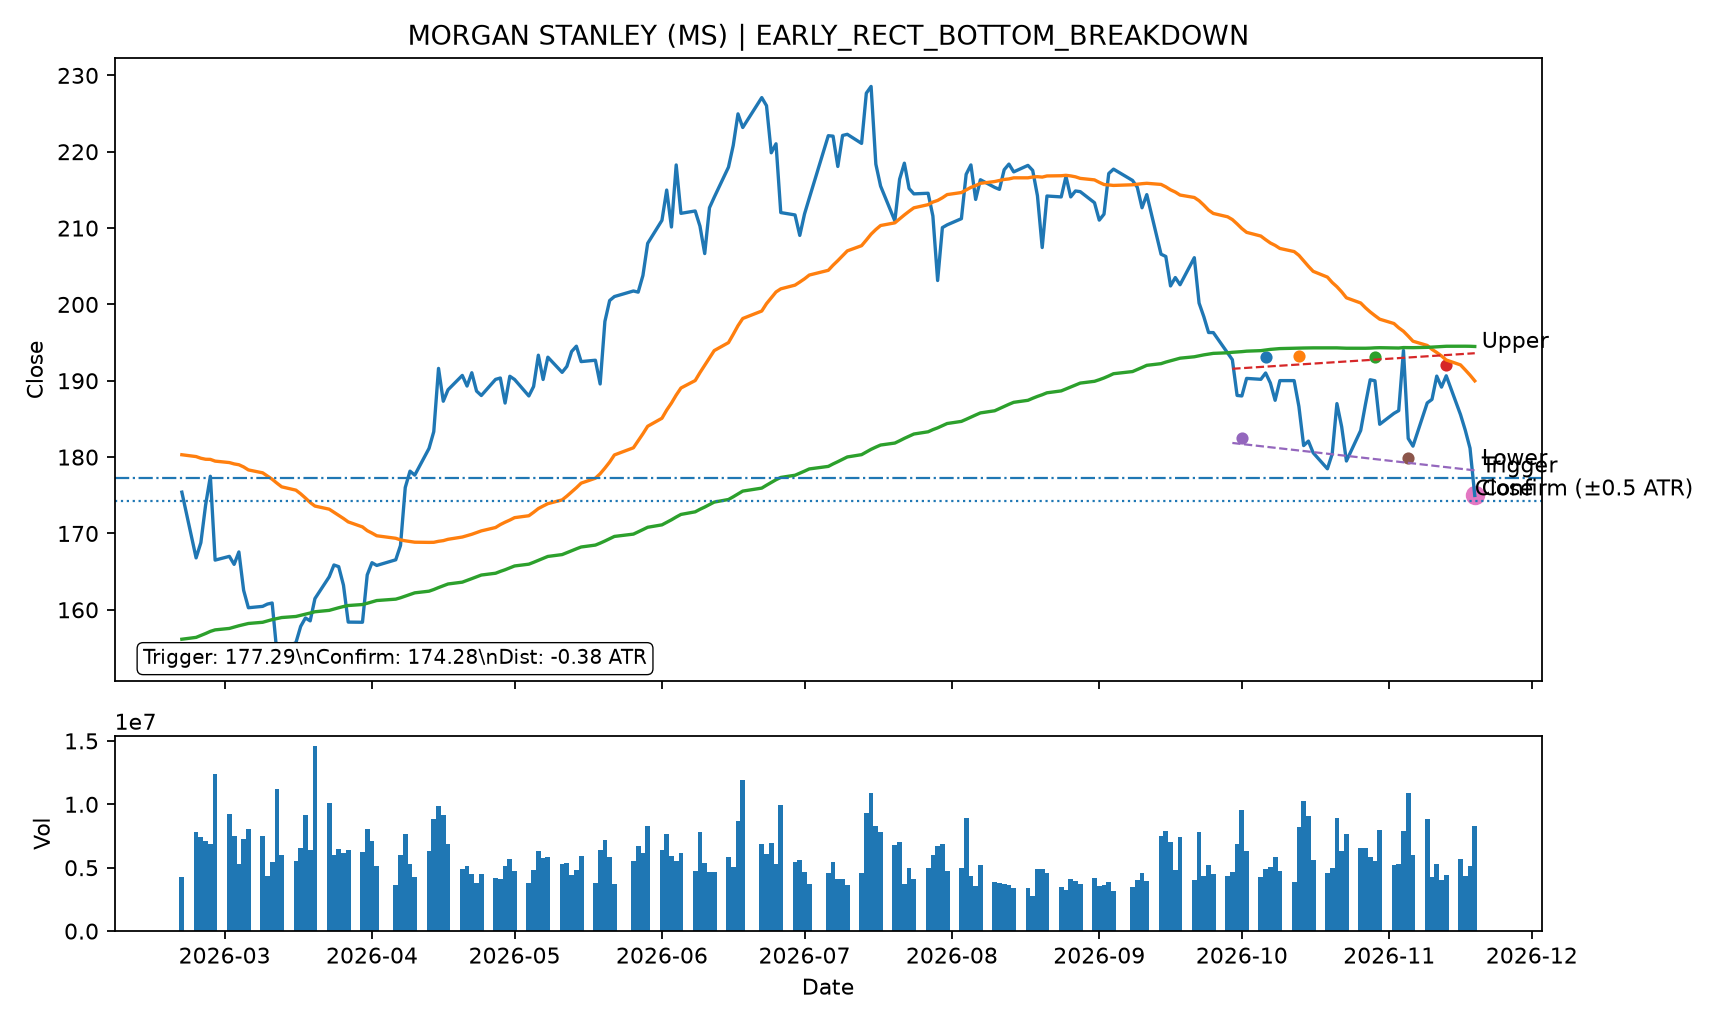 MORGAN STANLEY (MS) | EARLY_RECT_BOTTOM_BREAKDOWN
Close
230
220
210
200
190
180
170
160
Upper
Lower
Trigger
Close
Confirm (±0.5 ATR)
Trigger: 177.29\nConfirm: 174.28\nDist: -0.38 ATR
1e7
Vol
1.5
1.0
0.5
0.0
2026-03
2026-04
2026-05
2026-06
2026-07
2026-08
2026-09
2026-10
2026-11
2026-12
Date